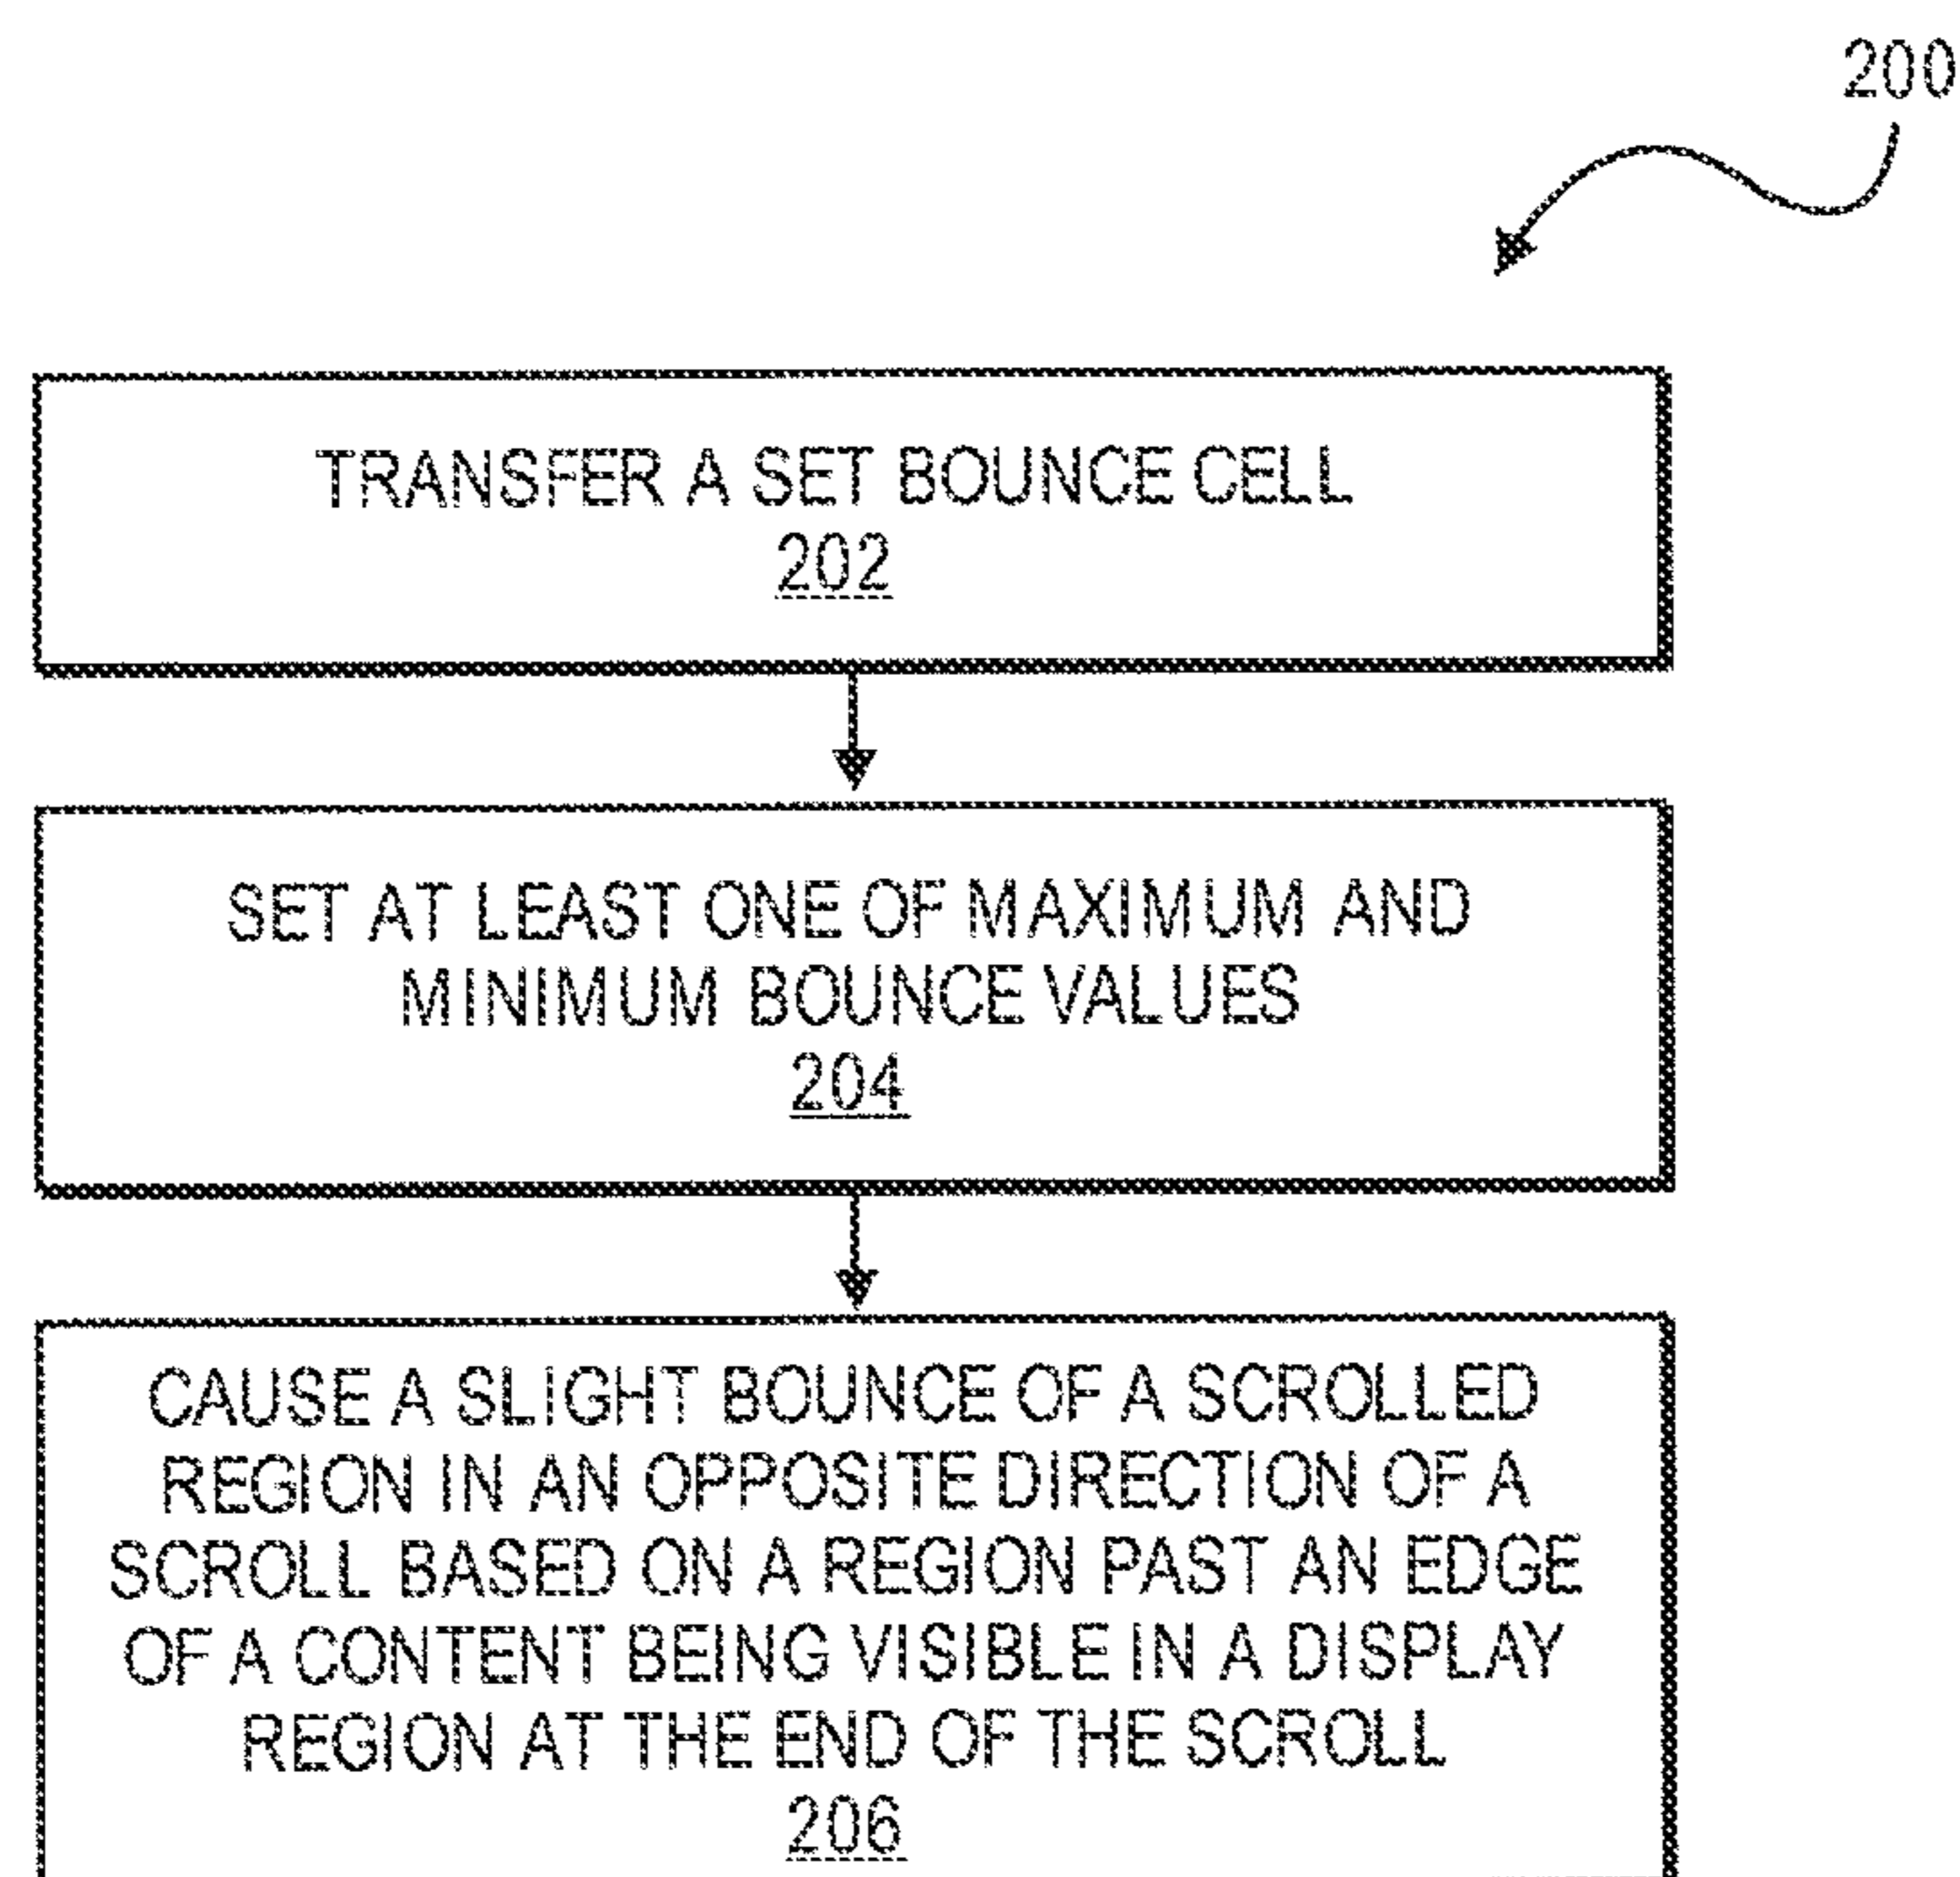 200
TRANSFER A SET BOUNCE CELL
202
SET AT LEAST ONE OF MAXIMUM AND
MINIMUM BOUNCE VALUES
204
CAUSE A SLIGHT BOUNCE OF A SCROLLED
REGION IN AN OPPOSITE DIRECTION OF A
SCROLL BASED ON A REGION PAST AN EDGE
OF A CONTENT BEING VISIBLE IN A DISPLAY
REGION AT THE END OF THE SCROLL
206